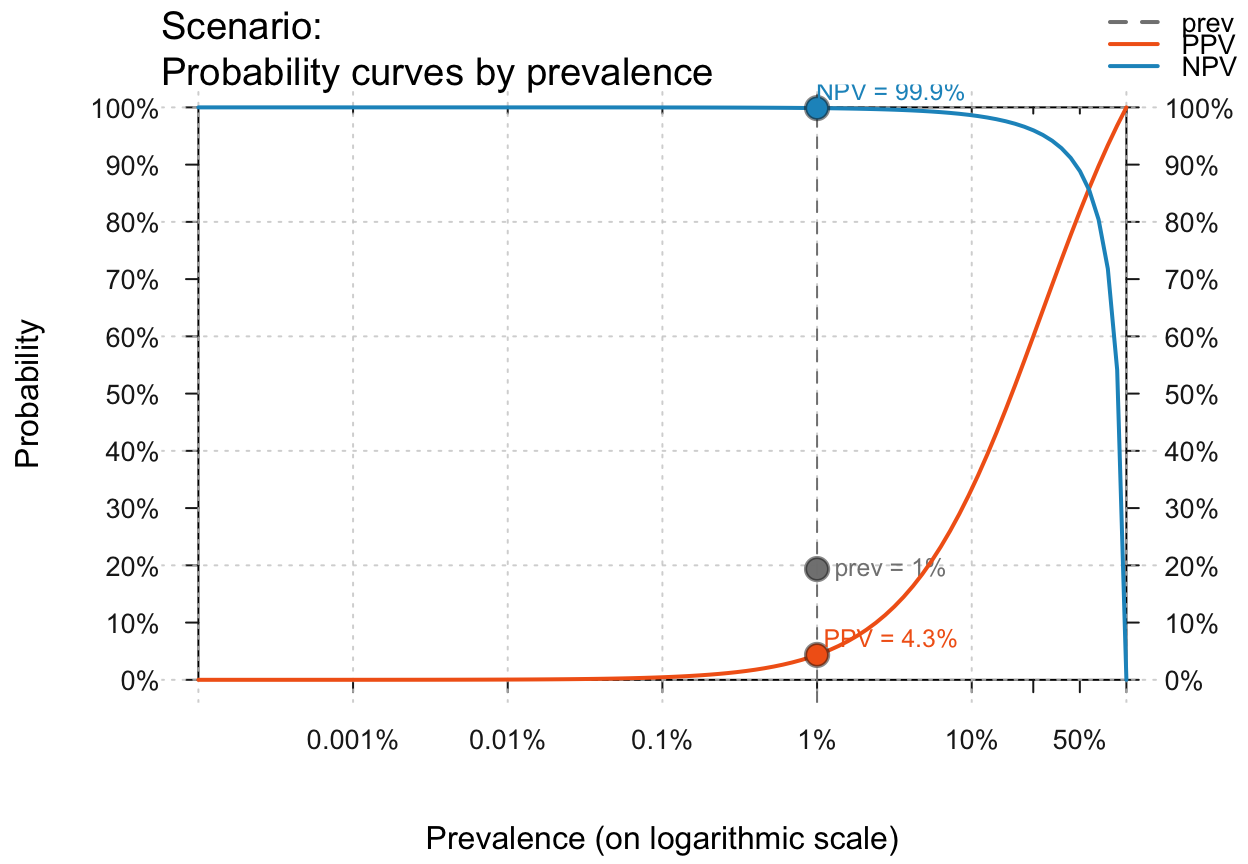 Scenario:
Probability curves by prevalence
prev
PPV
NPV
NPV = 99.9%
100%
90%
80%
70%
60%
50%
40%
30%
20%
10%
0%
Probability
100%
90%
80%
70%
60%
50%
40%
30%
20%
10%
0%
prev = 1%
PPV = 4.3%
0.001%
0.01%
0.1%
1%
10%
50%
Prevalence (on logarithmic scale)